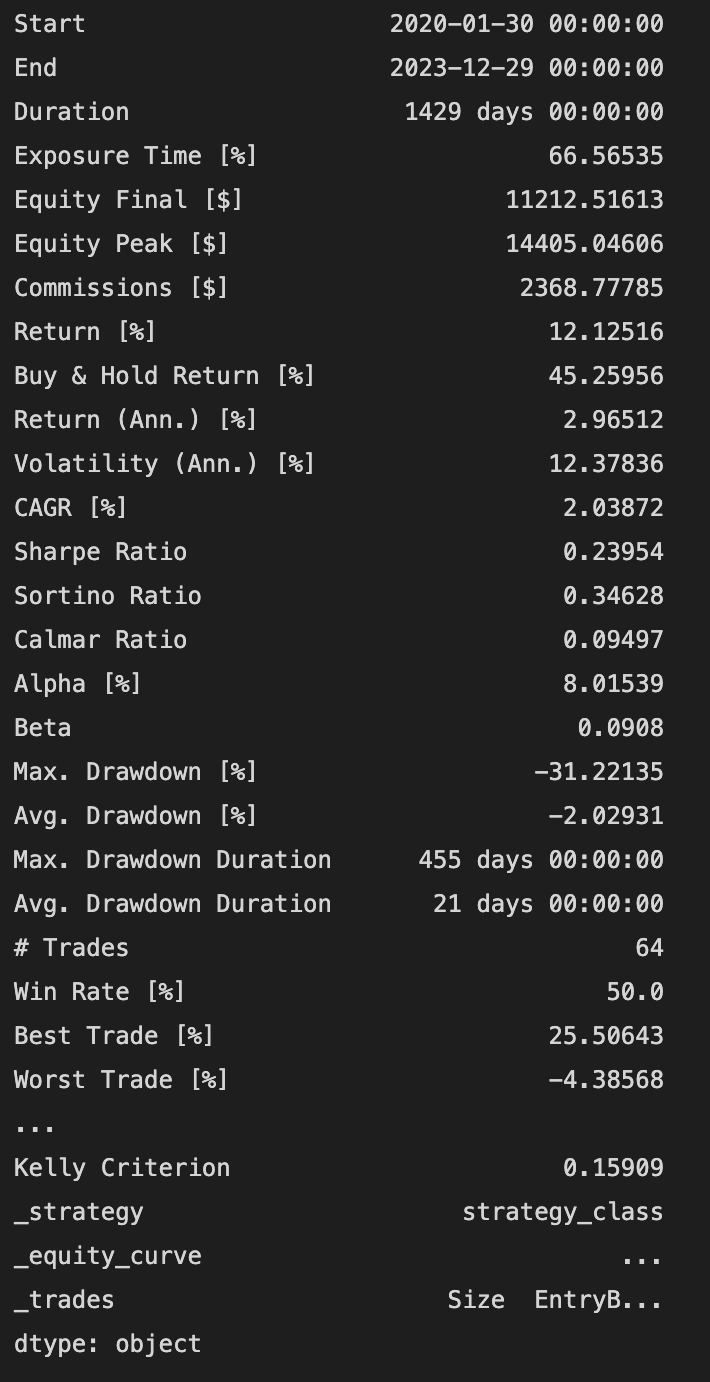 Start 2020-01-30 00:00:00
End 2023-12-29 00:00:00
Duration 1429 days 00:00:00
Exposure Time [%] 66.56535
Equity Final [$] 11212.51613
Equity Peak [$] 14405.04606
Commissions [$] 2368.77785
Return [%] 12.12516
Buy & Hold Return [%] 45.25956
Return (Ann.) [%] 2.96512
Volatility (Ann.) [%] 12.37836
CAGR [%] 2.03872
Sharpe Ratio 0.23954
Sortino Ratio 0.34628
Calmar Ratio 0.09497
Alpha [%] 8.01539
Beta 0.0908
Max. Drawdown [%] -31.22135
Avg. Drawdown [%] -2.02931
Max. Drawdown Duration 455 days 00:00:00
Avg. Drawdown Duration 21 days 00:00:00
# Trades 64
Win Rate [%] 50.0
Best Trade [%] 25.50643
Worst Trade [%] -4.38568
...
Kelly Criterion 0.15909
_strategy strategy_class
_equity_curve ...
_trades Size EntryB...
dtype: object